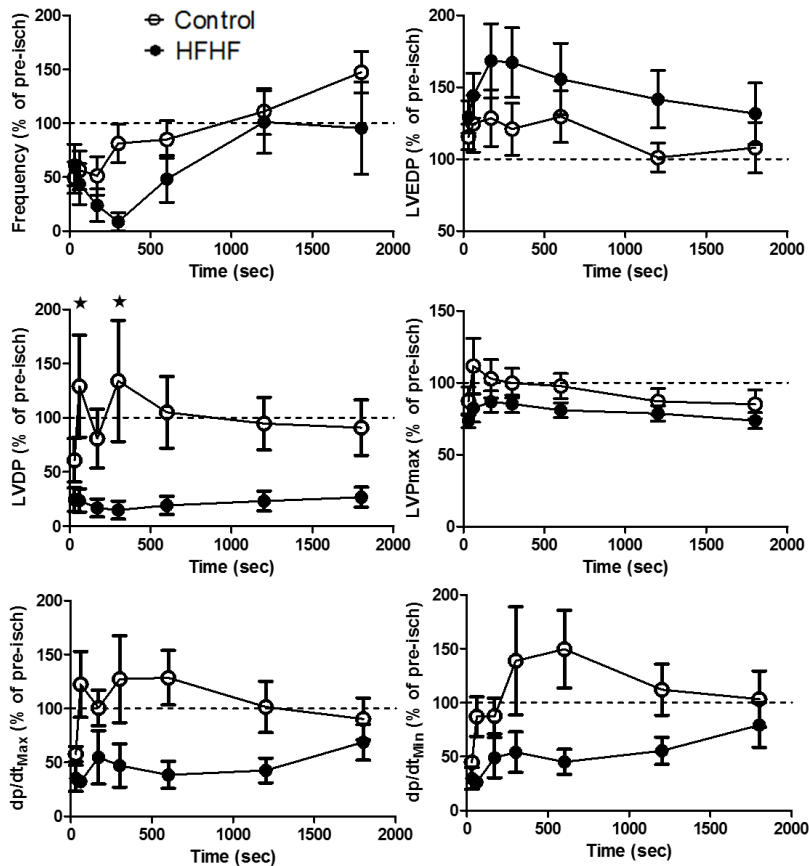 Control
HFHF
Frequency (% of pre-isch)
200
150
100
50
0
0 500 1000 1500 2000
Time (sec)
LVEDP (% of pre-isch)
200
150
100
50
0 500 1000 1500 2000
Time (sec)
LVDP (% of pre-isch)
★ ★
200
150
100
50
0
0 500 1000 1500 2000
Time (sec)
LVPmax (% of pre-isch)
150
100
50
0
0 500 1000 1500 2000
Time (sec)
dp/dtMax (% of pre-isch)
200
150
100
50
0
0 500 1000 1500 2000
Time (sec)
dp/dtMin (% of pre-isch)
200
150
100
50
0
0 500 1000 1500 2000
Time (sec)